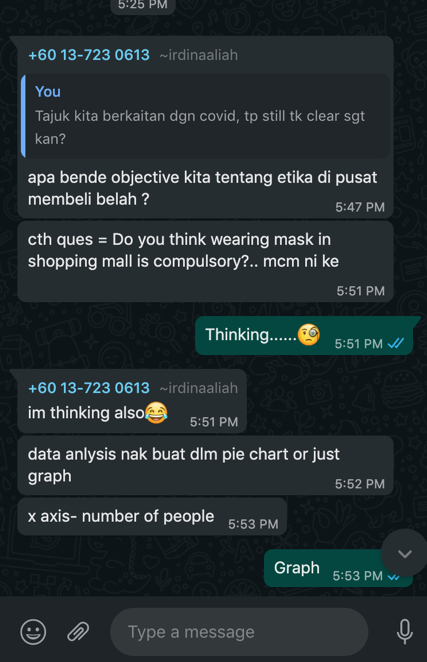 5:25 PM
+60 13-723 0613 ~irdinaaliah
You
Tajuk kita berkaitan dgn covid, tp still tk clear sgt
kan?
apa bende objective kita tentang etika di pusat
membeli belah ?
5:47 PM
cth ques = Do you think wearing mask in
shopping mall is compulsory?.. mcm ni ke
5:51 PM
Thinking......🧐 5:51 PM
+60 13-723 0613 ~irdinaaliah
im thinking also😂 5:51 PM
data anlysis nak buat dlm pie chart or just
graph
5:52 PM
x axis- number of people 5:53 PM
Graph 5:53 PM
Type a message